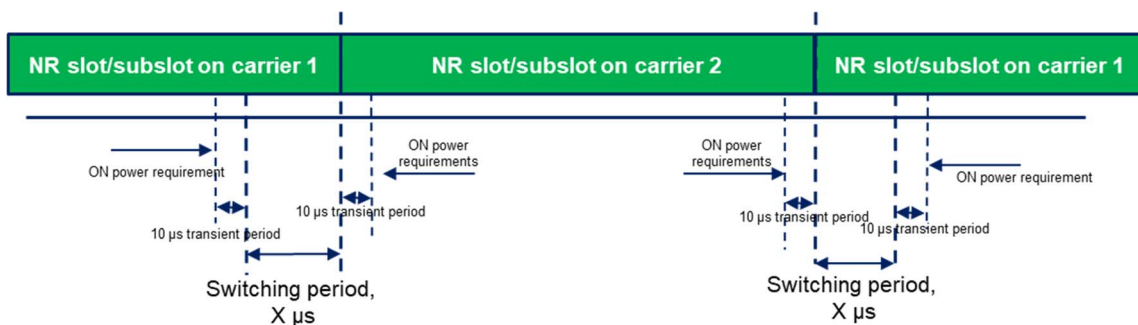 NR slot/subslot on carrier 1
NR slot/subslot on carrier 2
NR slot/subslot on carrier 1
ON power requirement
ON power
requirements
ON power
requirements
ON power requirement
10 µs transient period
10 µs transient period
10 µs transient period
10 µs transient period
Switching period,
X µs
Switching period,
X µs